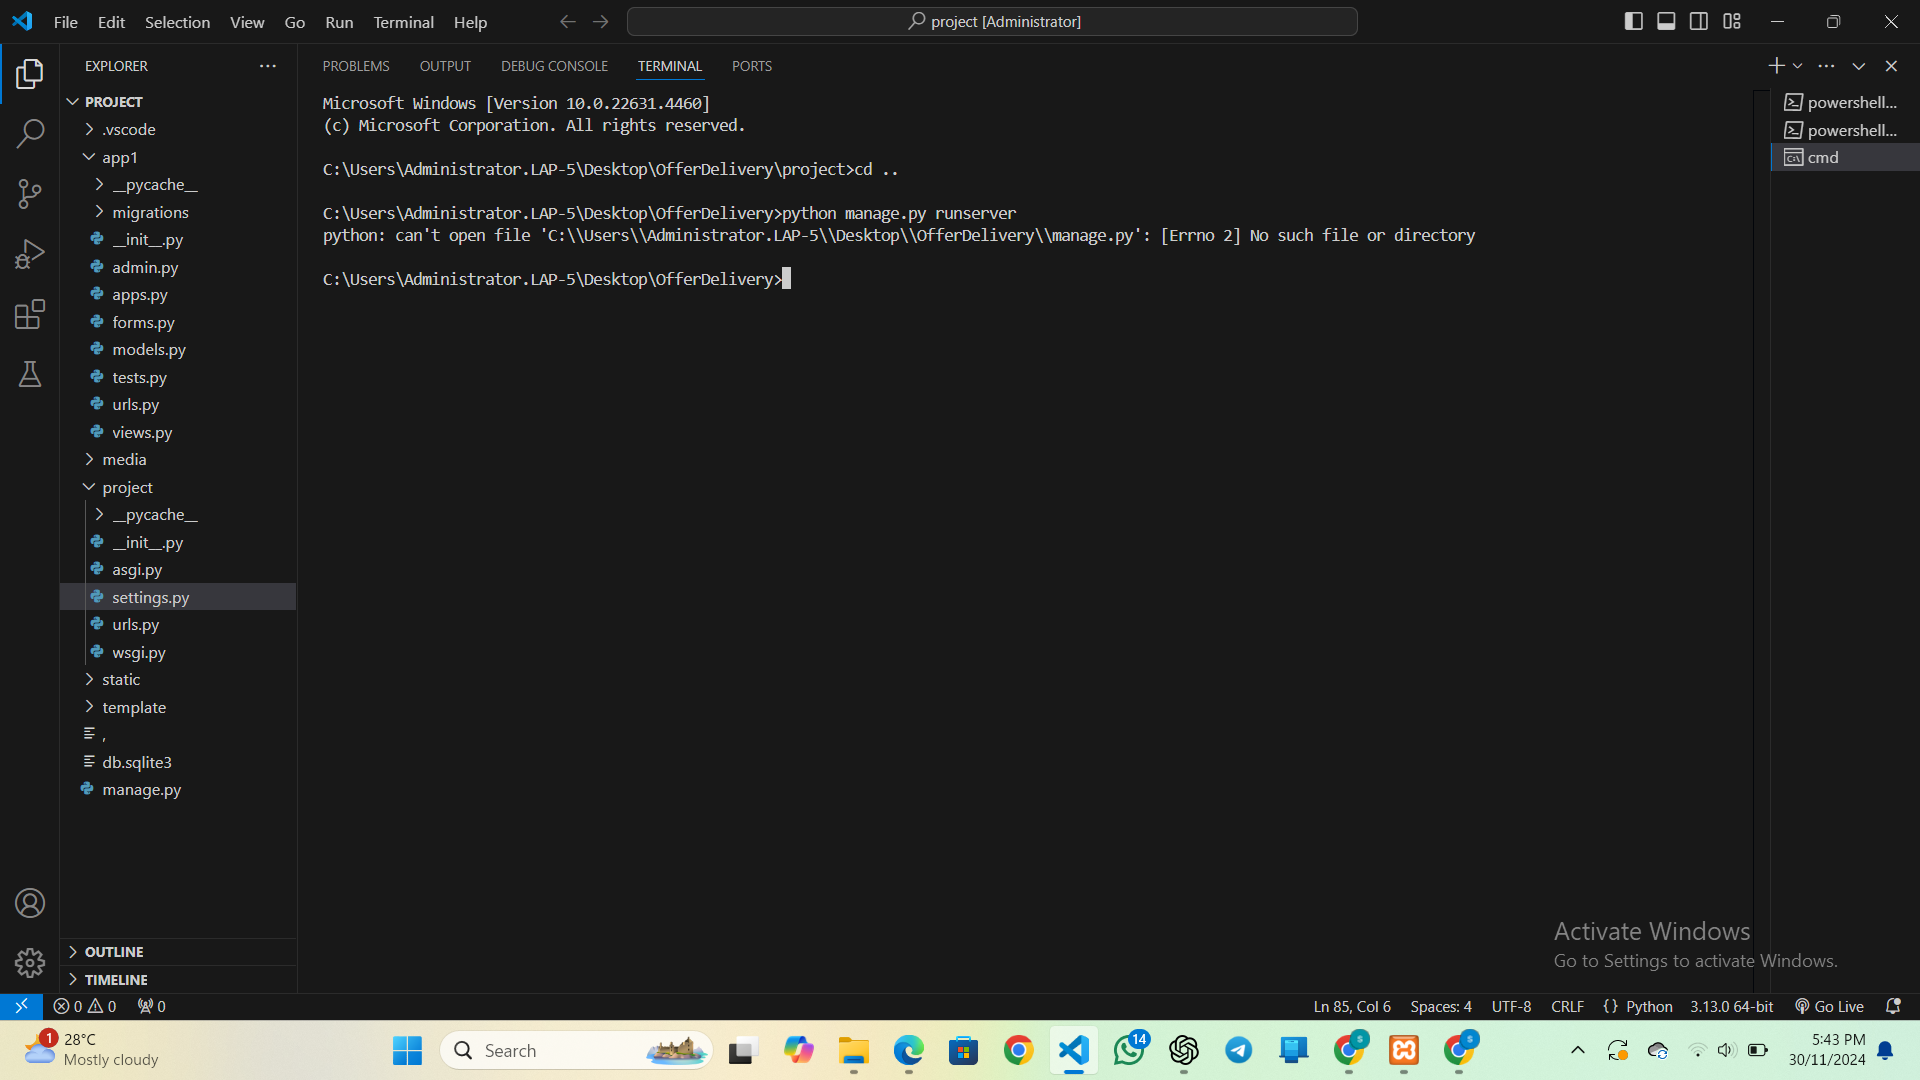 File Edit Selection View Go Run Terminal Help
project [Administrator]
EXPLORER
PROJECT
.vscode
app1
__pycache__
migrations
__init__.py
admin.py
apps.py
forms.py
models.py
tests.py
urls.py
views.py
media
project
__pycache__
__init__.py
asgi.py
settings.py
urls.py
wsgi.py
static
template
,
db.sqlite3
manage.py
OUTLINE
TIMELINE
PROBLEMS OUTPUT DEBUG CONSOLE TERMINAL PORTS
Microsoft Windows [Version 10.0.22631.4460]
(c) Microsoft Corporation. All rights reserved.
C:\Users\Administrator.LAP-5\Desktop\OfferDelivery\project>cd ..
C:\Users\Administrator.LAP-5\Desktop\OfferDelivery>python manage.py runserver
python: can't open file 'C:\\Users\\Administrator.LAP-5\\Desktop\\OfferDelivery\\manage.py': [Errno 2] No such file or directory
C:\Users\Administrator.LAP-5\Desktop\OfferDelivery>
powershell...
powershell...
cmd
Activate Windows
Go to Settings to activate Windows.
0 0 0
Ln 85, Col 6 Spaces: 4 UTF-8 CRLF {} Python 3.13.0 64-bit Go Live
1
28°C
Mostly cloudy
Search
14
S
S
5:43 PM
30/11/2024